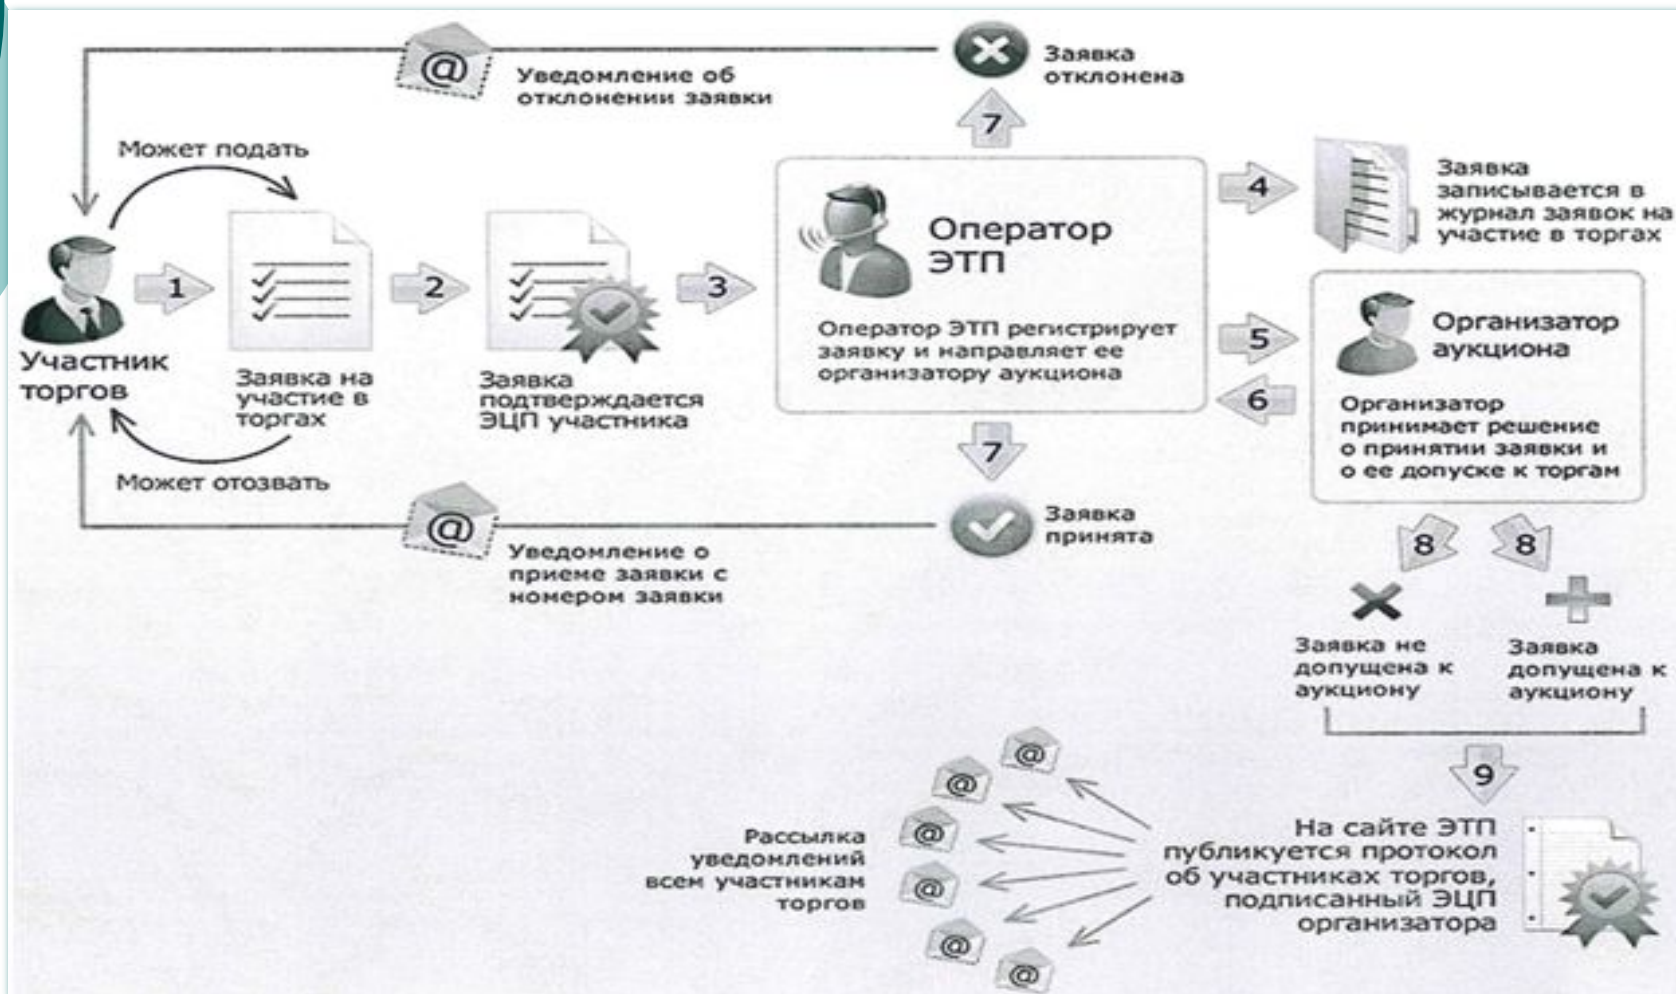 @
Уведомление об
отклонении заявки
Заявка
отклонена
7
Может подать
4
Заявка
записывается в
журнал заявок на
участие в торгах
Оператор
ЭТП
Оператор ЭТП регистрирует
заявку и направляет ее
организатору аукциона
1
2
3
Участник
торгов
Заявка на
участие в
торгах
Заявка
подтверждается
ЭЦП участника
5
6
Организатор
аукциона
Организатор
принимает решение
о принятии заявки и
о ее допуске к торгам
Может отозвать
7
@
Уведомление о
приеме заявки с
номером заявки
Заявка
принята
8
8
Заявка не
допущена к
аукциону
Заявка
допущена к
аукциону
9
На сайте ЭТП
публикуется протокол
об участниках торгов,
подписанный ЭЦП
организатора
@
@
@
@
@
@
Рассылка
уведомлений
всем участникам
торгов